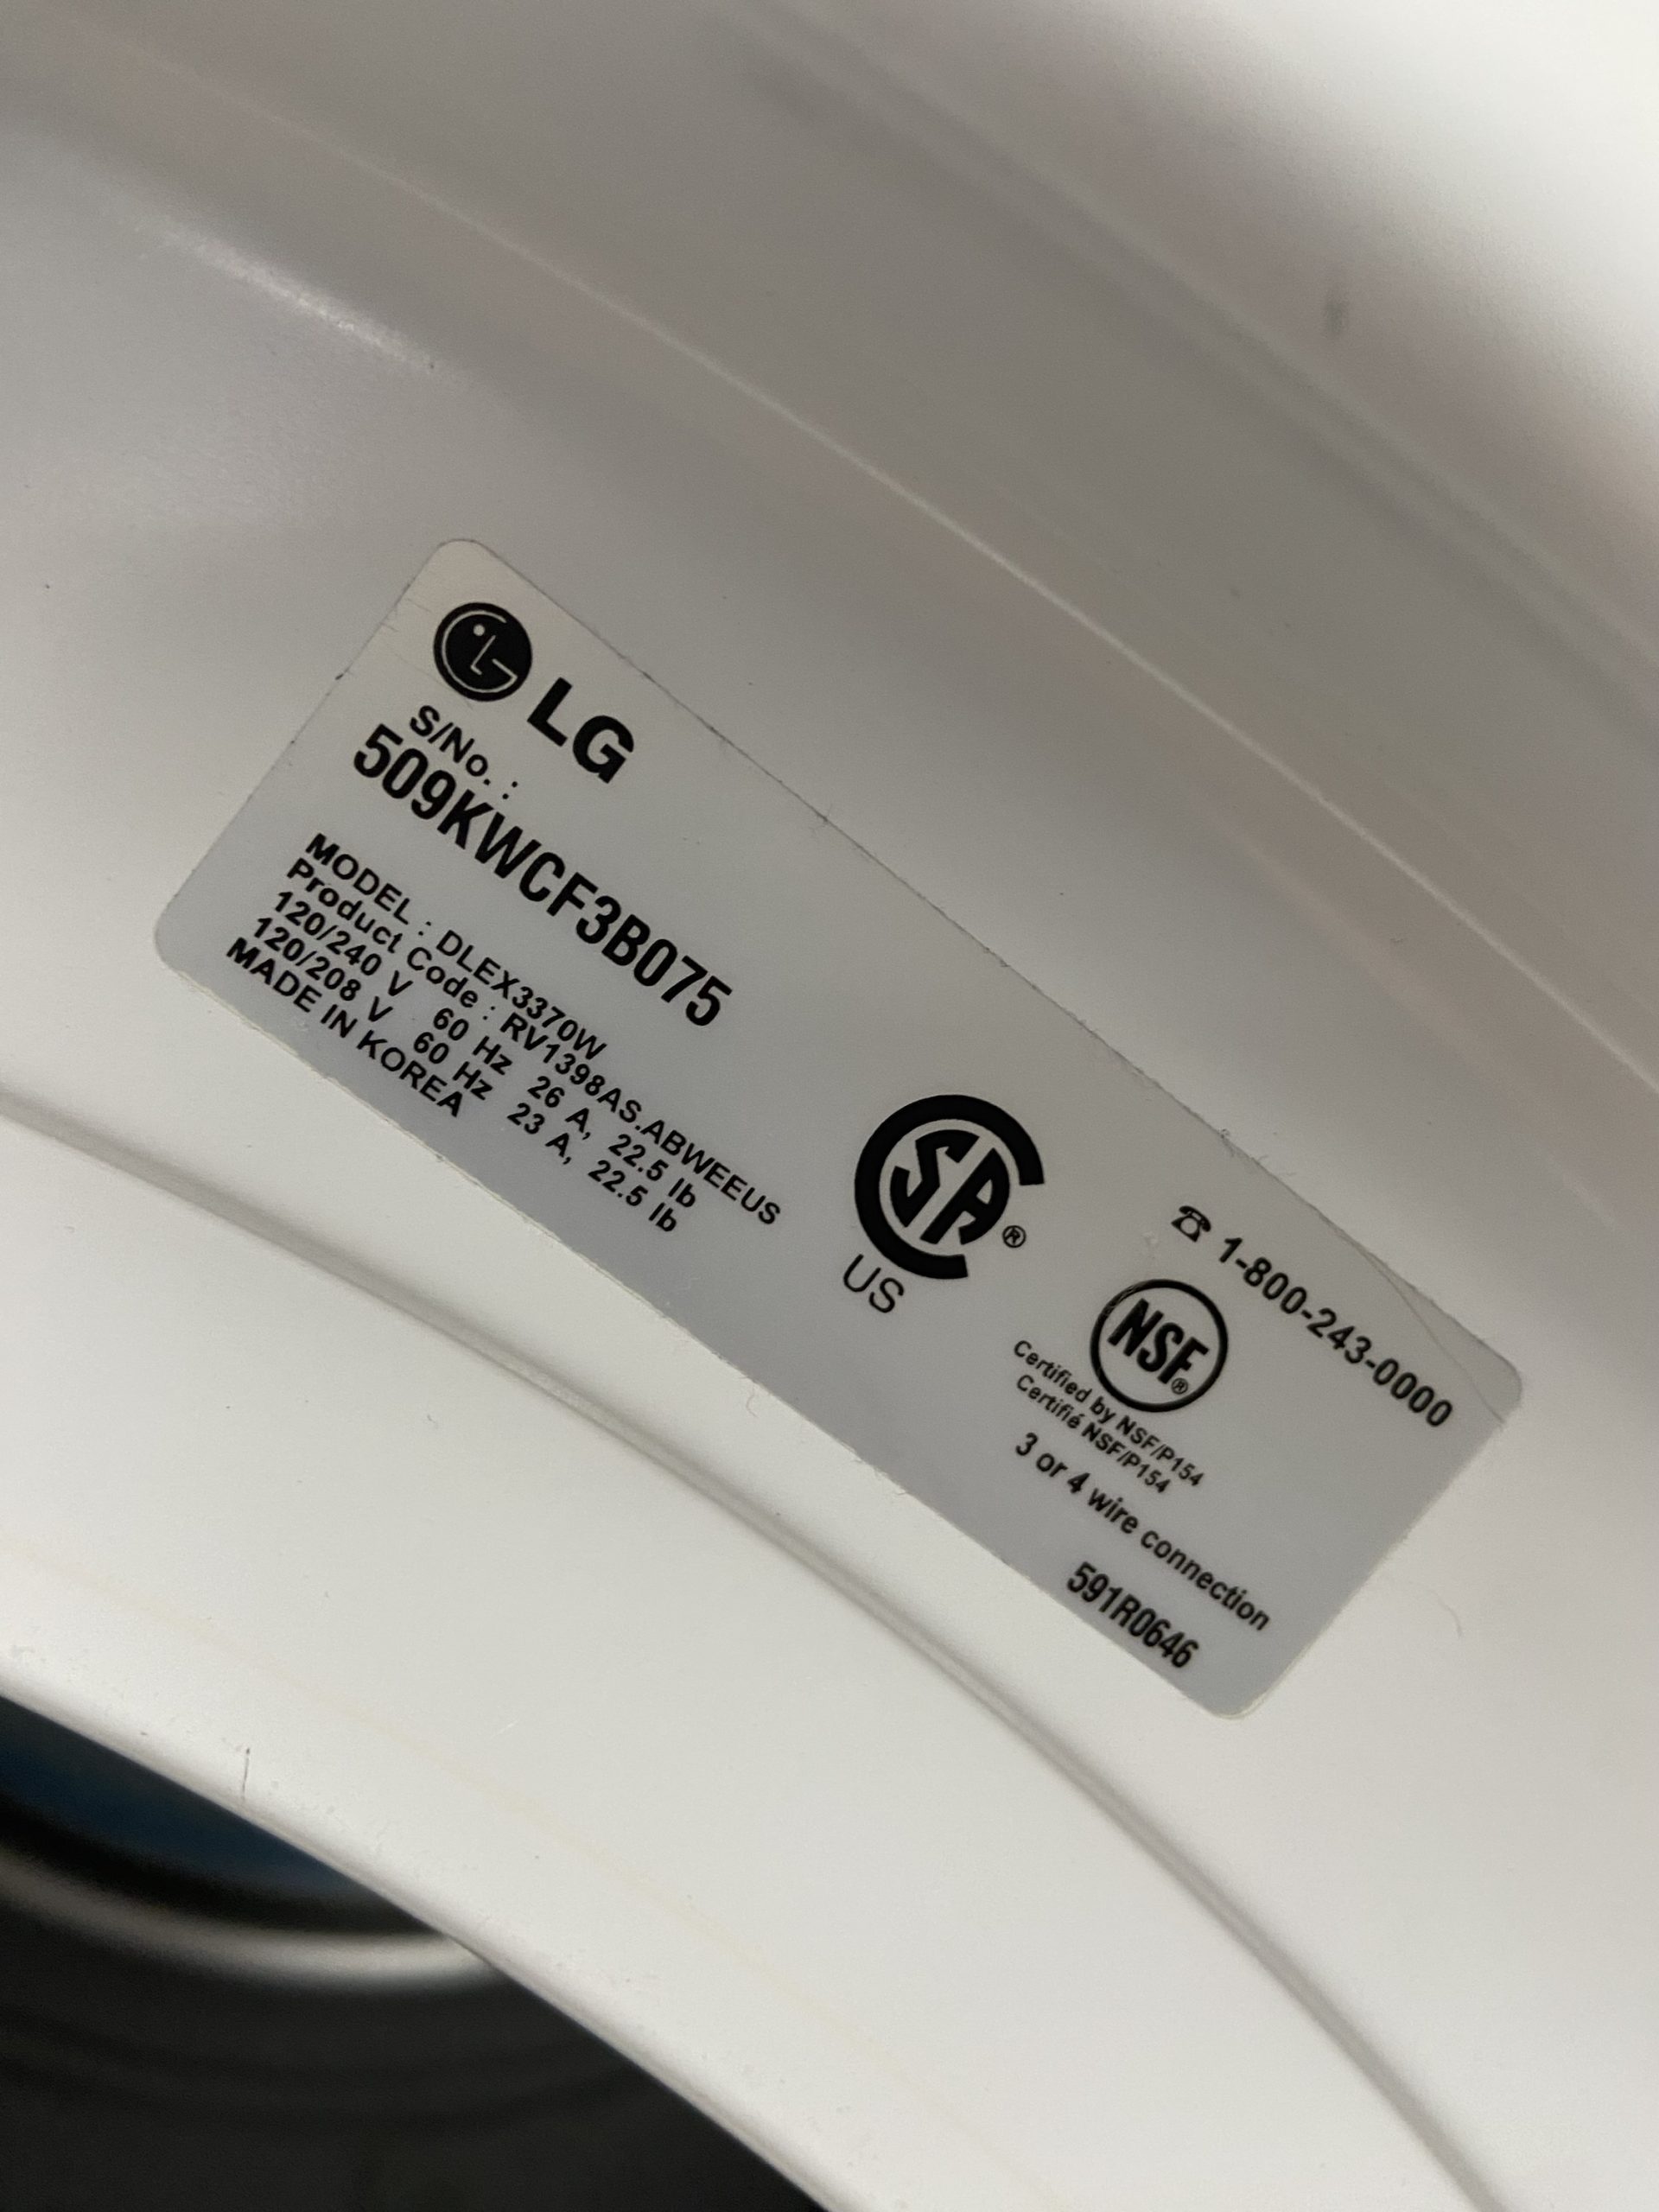 LG
S/No. :
509KWCF3B075
MODEL : DLEX3370W
Product Code : RV1398AS.ABWEEUS
120/240 V 60 Hz 26 A, 22.5 lb
120/208 V 60 Hz 23 A, 22.5 lb
MADE IN KOREA
SA®
US
☎ 1-800-243-0000
NSF®
Certified by NSF/P154
Certifié NSF/P154
3 or 4 wire connection
591R0646